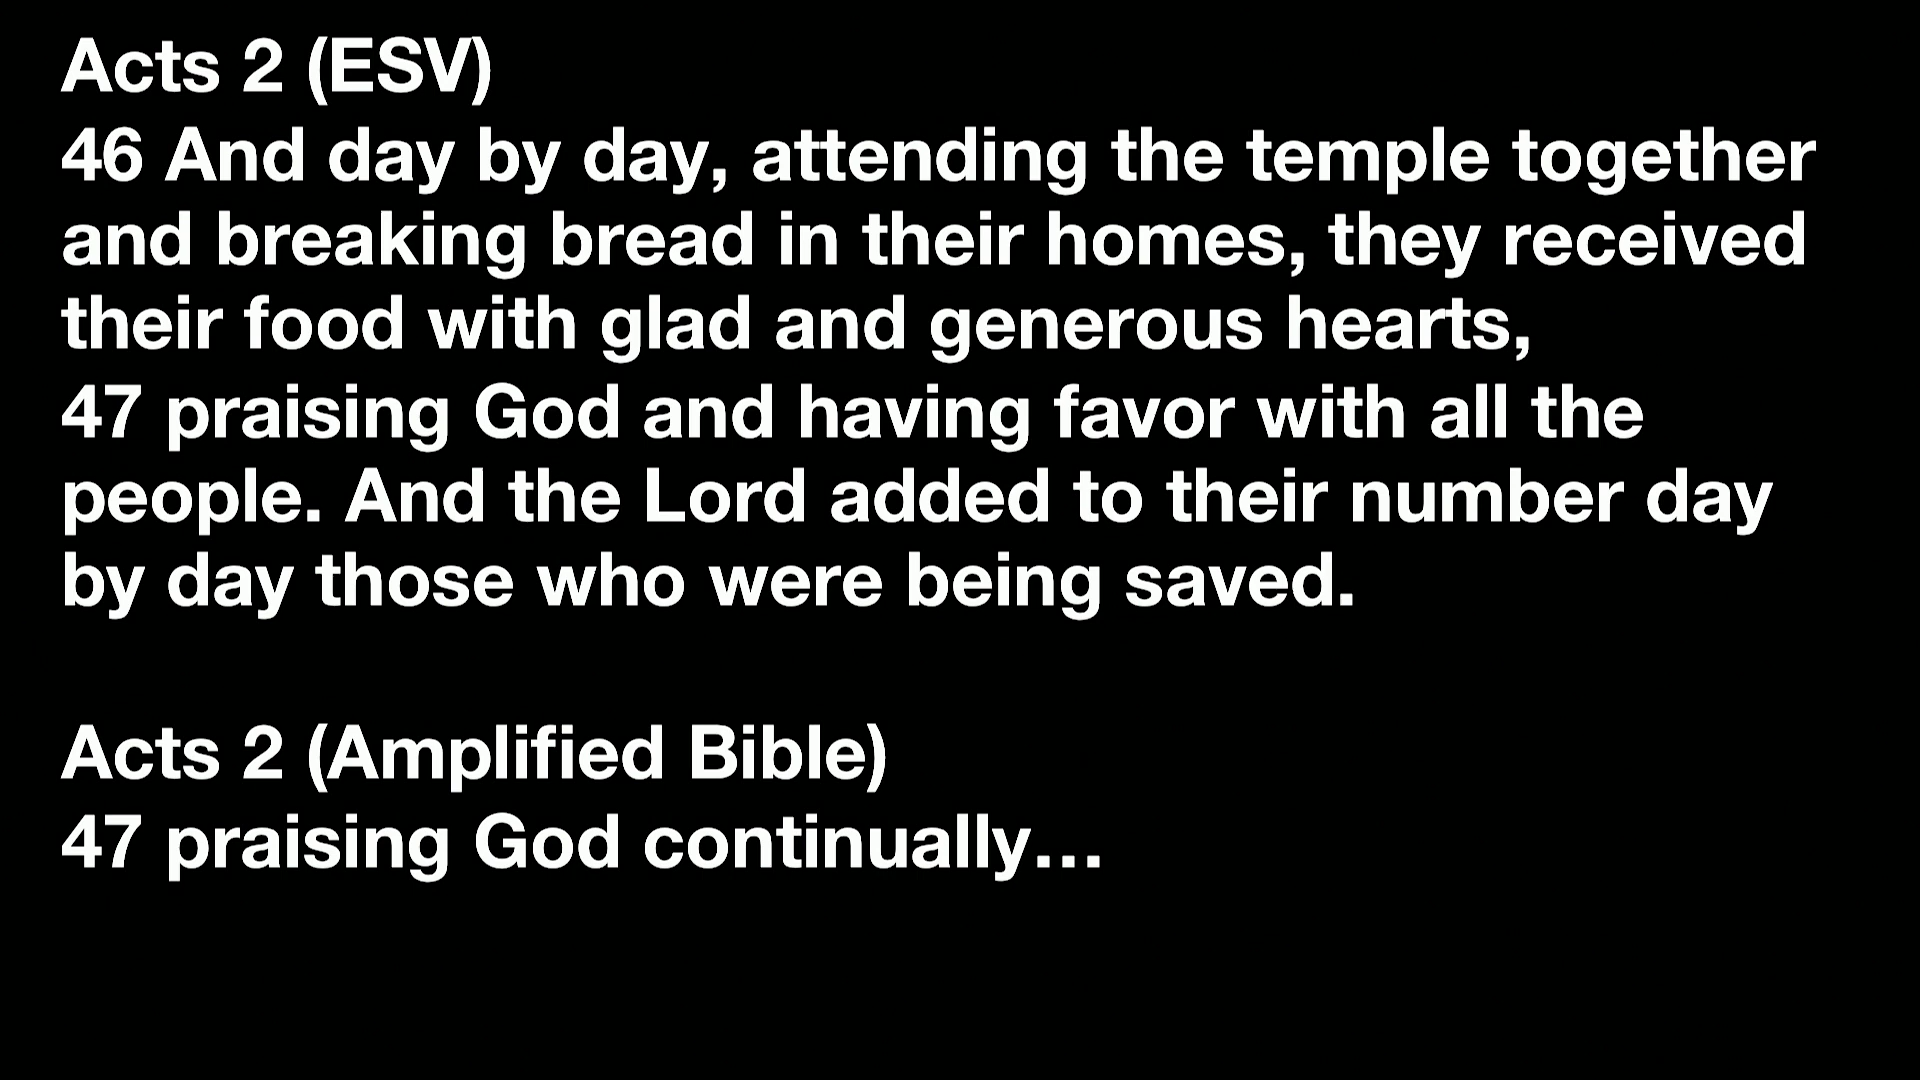 Acts 2 (ESV)
46 And day by day, attending the temple together
and breaking bread in their homes, they received
their food with glad and generous hearts,
47 praising God and having favor with all the
people. And the Lord added to their number day
by day those who were being saved.
Acts 2 (Amplified Bible)
47 praising God continually…